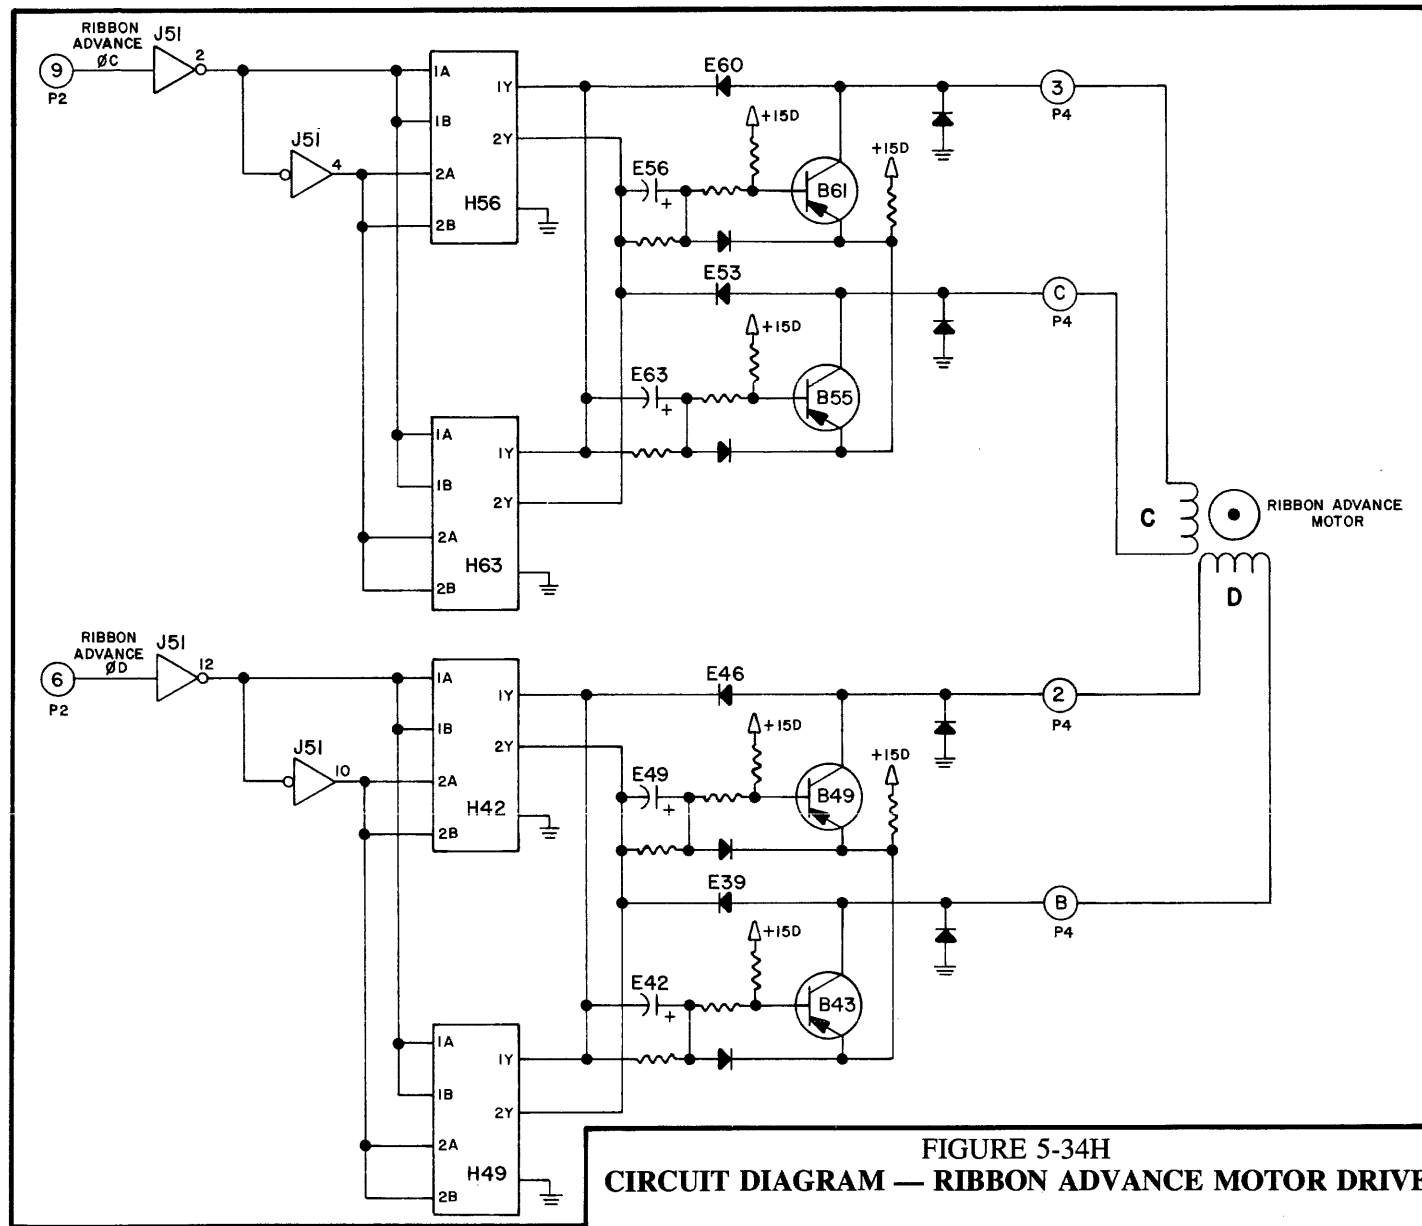 RIBBON
ADVANCE
ØC
J51
2
9
P2
J51
4
1A
1B
2A
2B
H56
1Y
2Y
E60
+15D
E56
+
B61
+15D
3
P4
E53
+15D
E63
+
B55
C
P4
1A
1B
2A
2B
H63
1Y
2Y
C
RIBBON ADVANCE
MOTOR
D
RIBBON
ADVANCE
ØD
J51
12
6
P2
J51
10
1A
1B
2A
2B
H42
1Y
2Y
E46
+15D
E49
+
B49
+15D
2
P4
E39
+15D
E42
+
B43
B
P4
1A
1B
2A
2B
H49
1Y
2Y
FIGURE 5-34H
CIRCUIT DIAGRAM — RIBBON ADVANCE MOTOR DRIVE